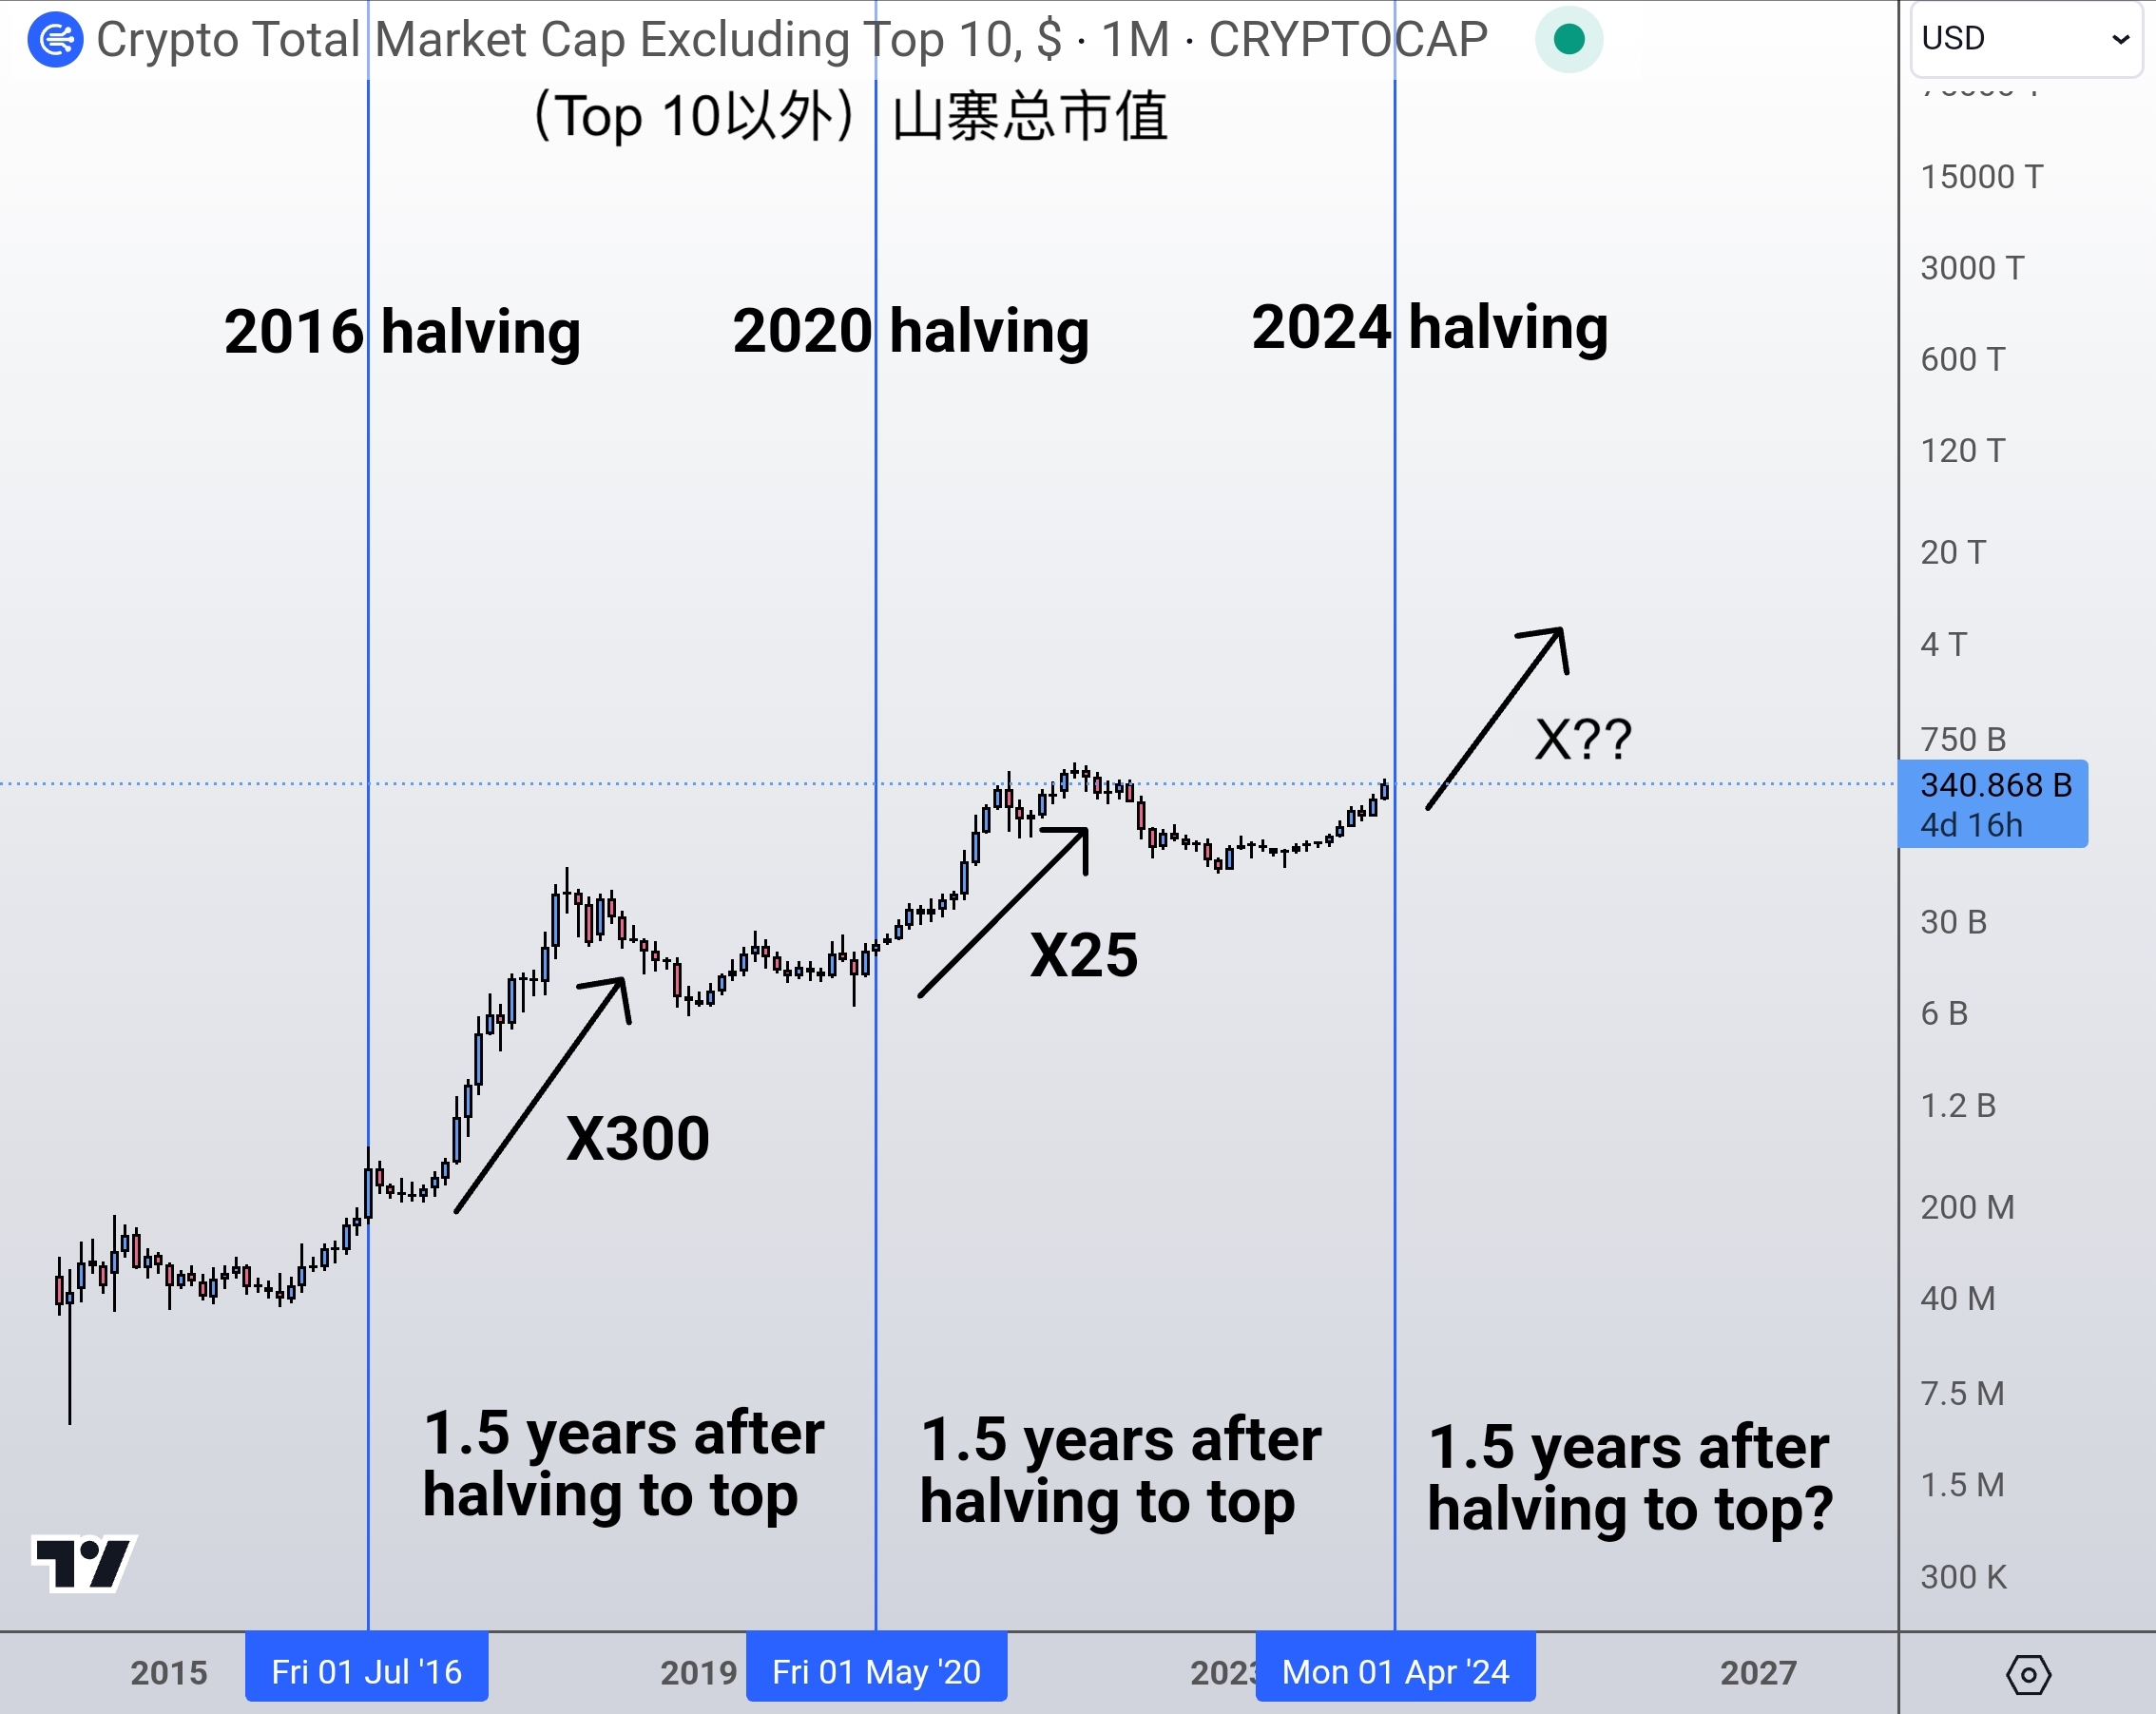 Crypto Total Market Cap Excluding Top 10, $ · 1M · CRYPTOCAP
USD
（Top 10以外）山寨总市值
15000 T
3000 T
2016 halving
2020 halving
2024 halving
600 T
120 T
20 T
4 T
X??
750 B
340.868 B
4d 16h
X25
30 B
6 B
X300
1.2 B
200 M
40 M
7.5 M
1.5 years after
halving to top
1.5 years after
halving to top
1.5 years after
halving to top?
1.5 M
300 K
2015
Fri 01 Jul '16
2019
Fri 01 May '20
2023
Mon 01 Apr '24
2027